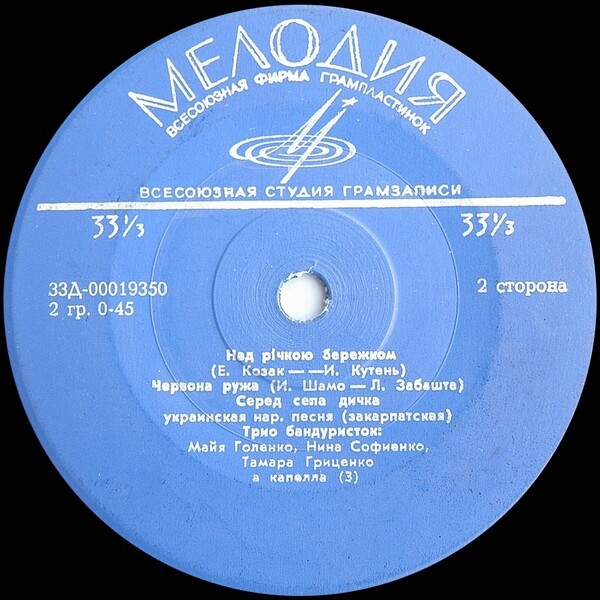 МЕЛОДИЯ
ВСЕСОЮЗНАЯ ФИРМА ГРАМПЛАСТИНОК
ВСЕСОЮЗНАЯ СТУДИЯ ГРАМЗАПИСИ
33⅓ 33⅓
33Д-00019350 2 сторона
2 гр. 0-45
Над річкою бережком
(Е. Козак — —И. Кутень)
Червона ружа (И. Шамо — Л. Забашта)
Серед села дичка
украинская нар. песня (закарпатская)
Трио бандуристок:
Майя Голенко, Нина Софиенко,
Тамара Гриценко
а капелла (3)